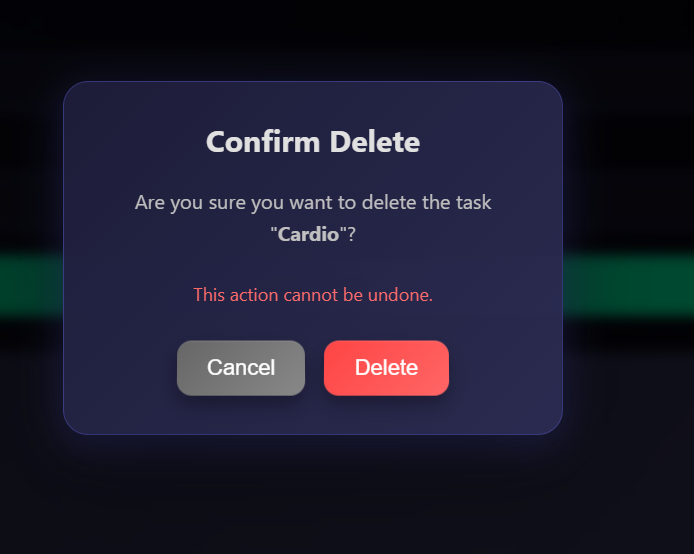 Confirm Delete
Are you sure you want to delete the task
"Cardio"?
This action cannot be undone.
Cancel
Delete